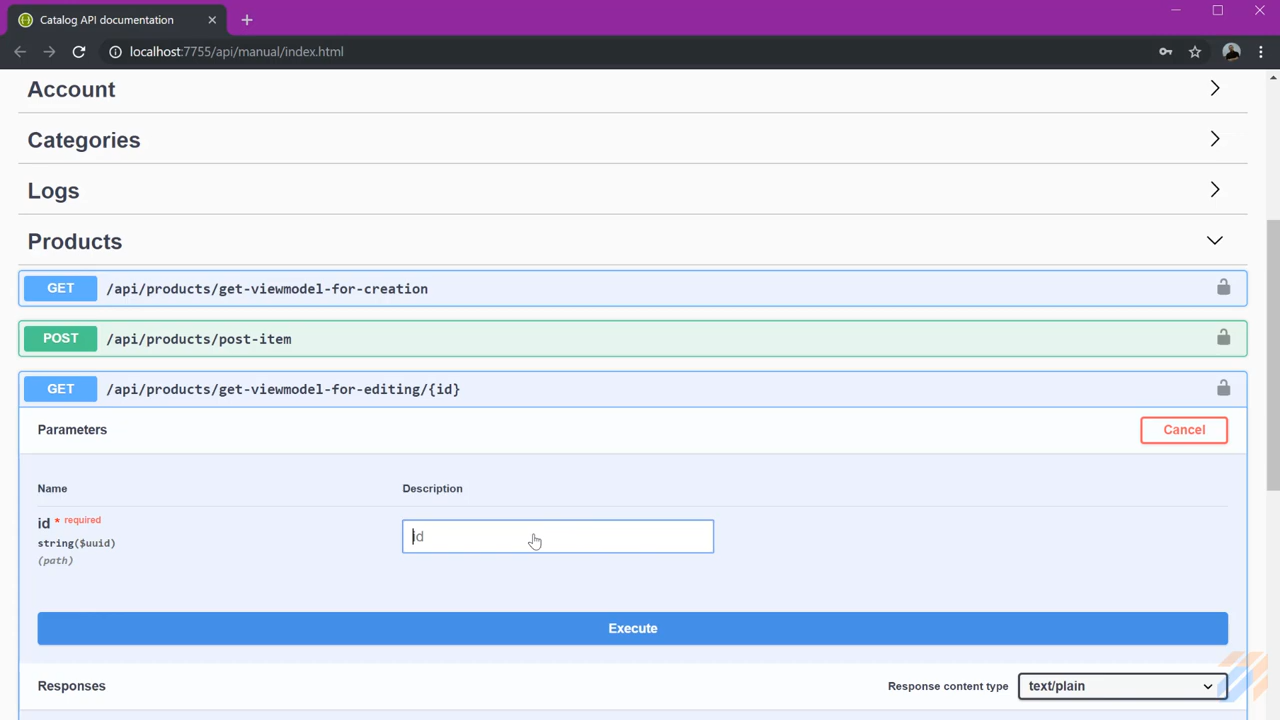 Catalog API documentation
localhost:7755/api/manual/index.html
Account
Categories
Logs
Products
GET /api/products/get-viewmodel-for-creation
POST /api/products/post-item
GET /api/products/get-viewmodel-for-editing/{id}
Parameters Cancel
Name Description
id * required
string($uuid)
(path)
id
Execute
Responses Response content type text/plain